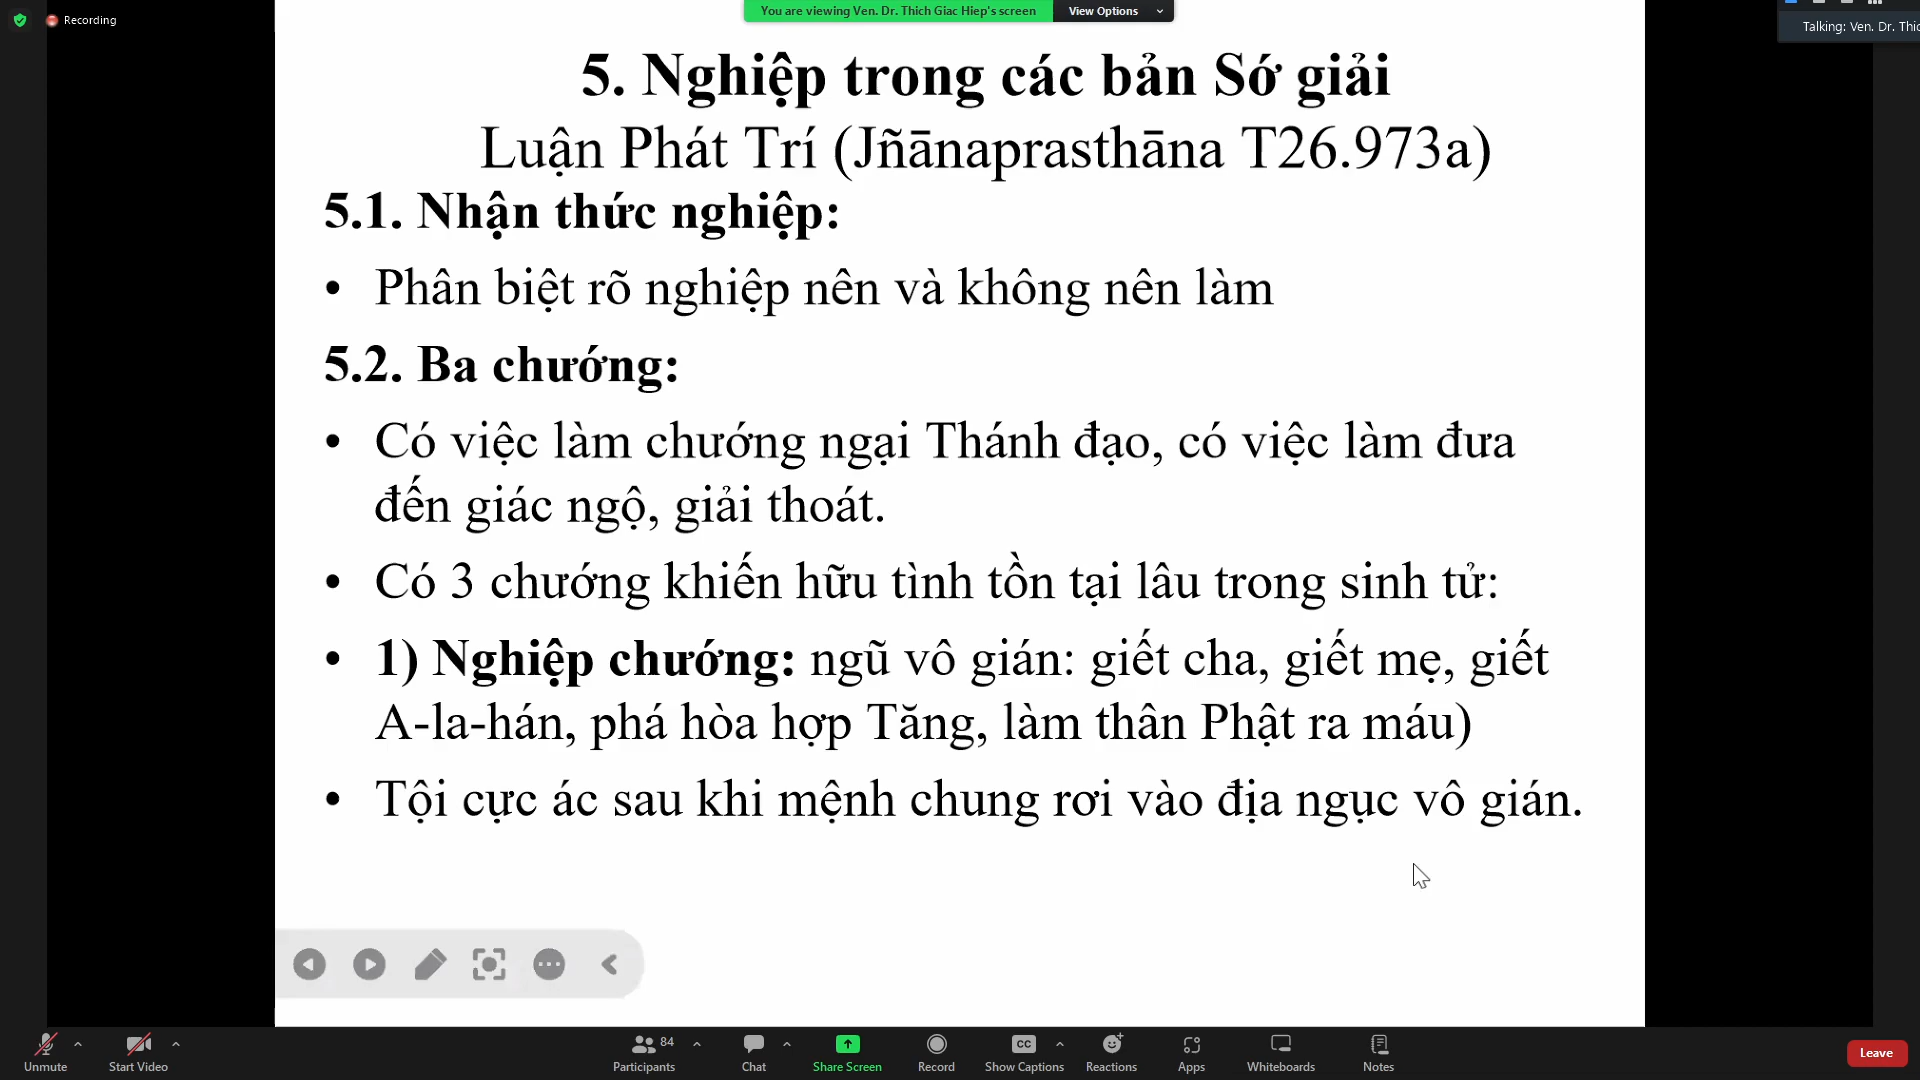 Recording
You are viewing Ven. Dr. Thich Giac Hiep's screen
View Options
Talking: Ven. Dr. Thic
5. Nghiệp trong các bản Sớ giải
Luận Phát Trí (Jñānaprasthāna T26.973a)
5.1. Nhận thức nghiệp:
• Phân biệt rõ nghiệp nên và không nên làm
5.2. Ba chướng:
• Có việc làm chướng ngại Thánh đạo, có việc làm đưa
đến giác ngộ, giải thoát.
• Có 3 chướng khiến hữu tình tồn tại lâu trong sinh tử:
• 1) Nghiệp chướng: ngũ vô gián: giết cha, giết mẹ, giết
A-la-hán, phá hòa hợp Tăng, làm thân Phật ra máu)
• Tội cực ác sau khi mệnh chung rơi vào địa ngục vô gián.
Unmute
Start Video
84
Participants
Chat
Share Screen
Record
CC
Show Captions
Reactions
Apps
Whiteboards
Notes
Leave